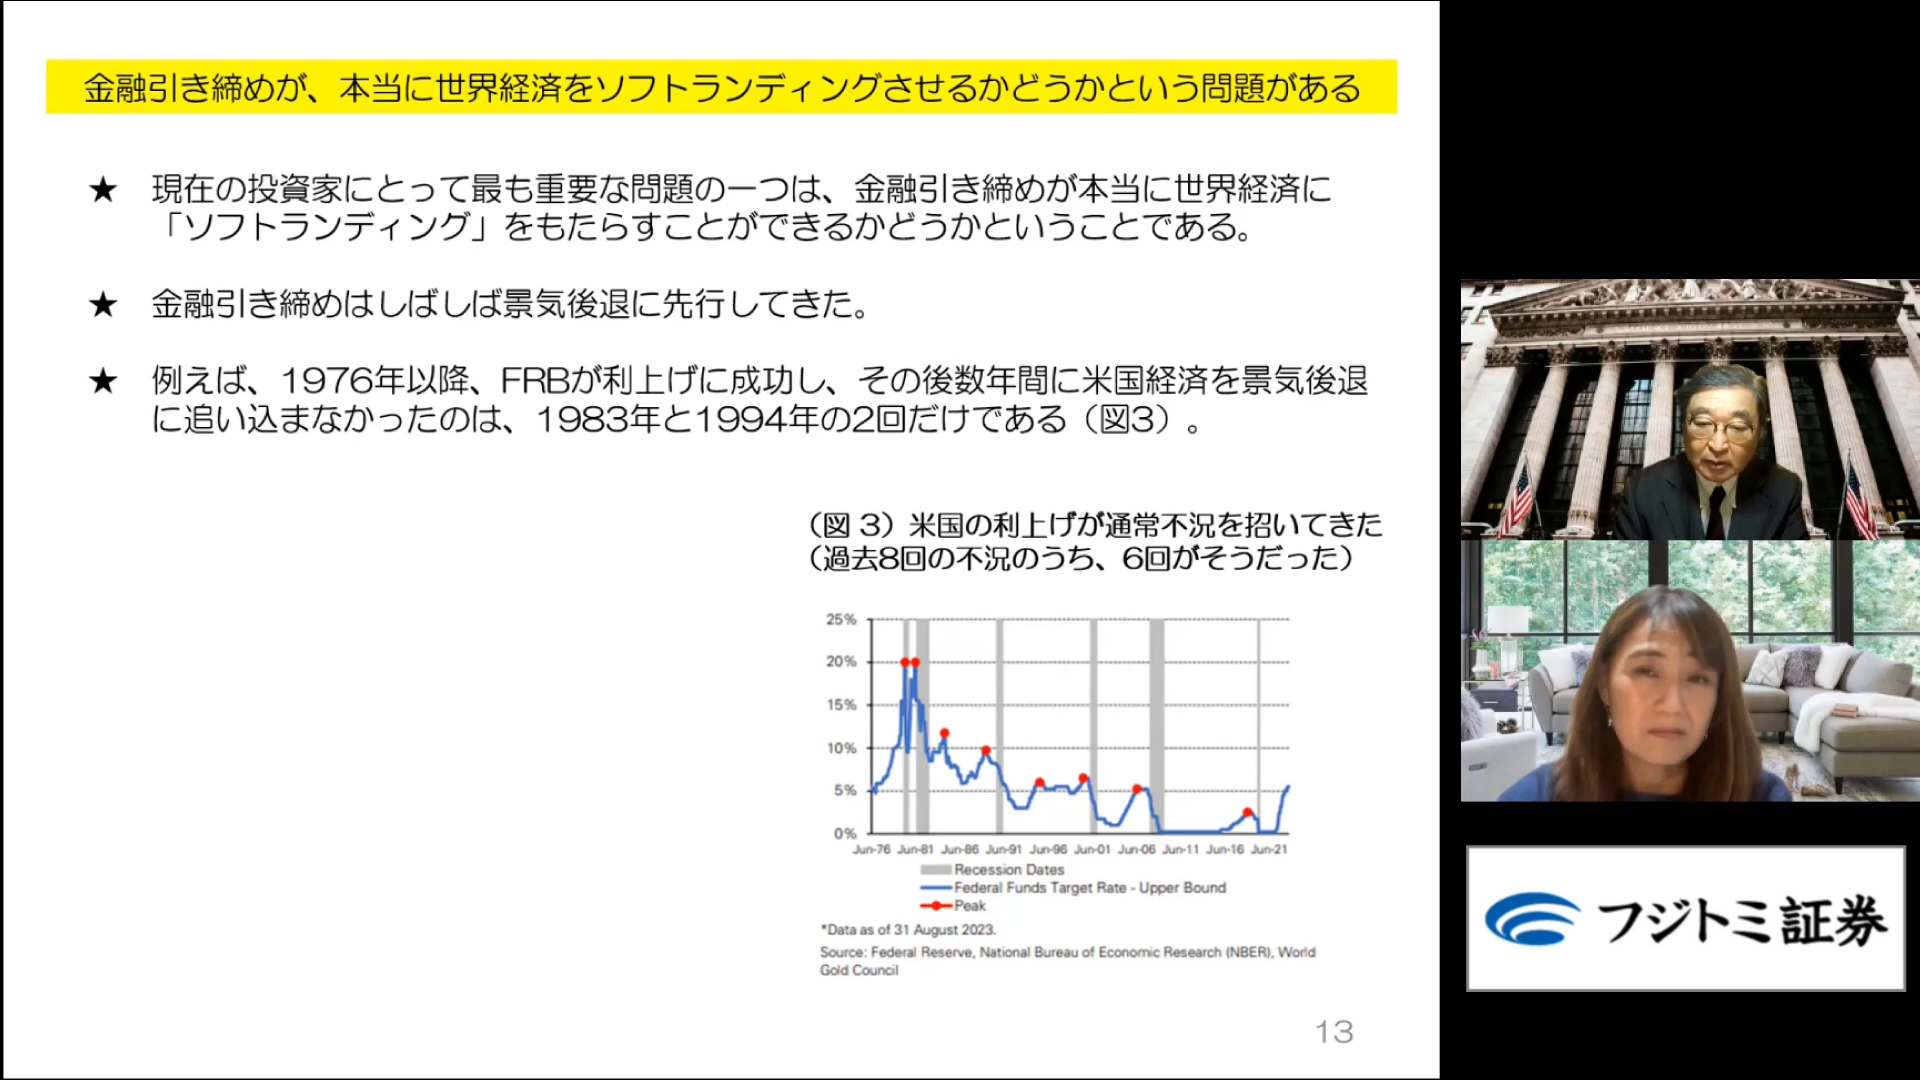 金融引き締めが、本当に世界経済をソフトランディングさせるかどうかという問題がある
★ 現在の投資家にとって最も重要な問題の一つは、金融引き締めが本当に世界経済に
「ソフトランディング」をもたらすことができるかどうかということである。
★ 金融引き締めはしばしば景気後退に先行してきた。
★ 例えば、1976年以降、FRBが利上げに成功し、その後数年間に米国経済を景気後退
に追い込まなかったのは、1983年と1994年の2回だけである（図3）。
（図 3）米国の利上げが通常不況を招いてきた
（過去8回の不況のうち、6回がそうだった）
25%
20%
15%
10%
5%
0%
Jun-76 Jun-81 Jun-86 Jun-91 Jun-96 Jun-01 Jun-06 Jun-11 Jun-16 Jun-21
Recession Dates
Federal Funds Target Rate - Upper Bound
Peak
*Data as of 31 August 2023.
Source: Federal Reserve, National Bureau of Economic Research (NBER), World
Gold Council
13
フジトミ証券